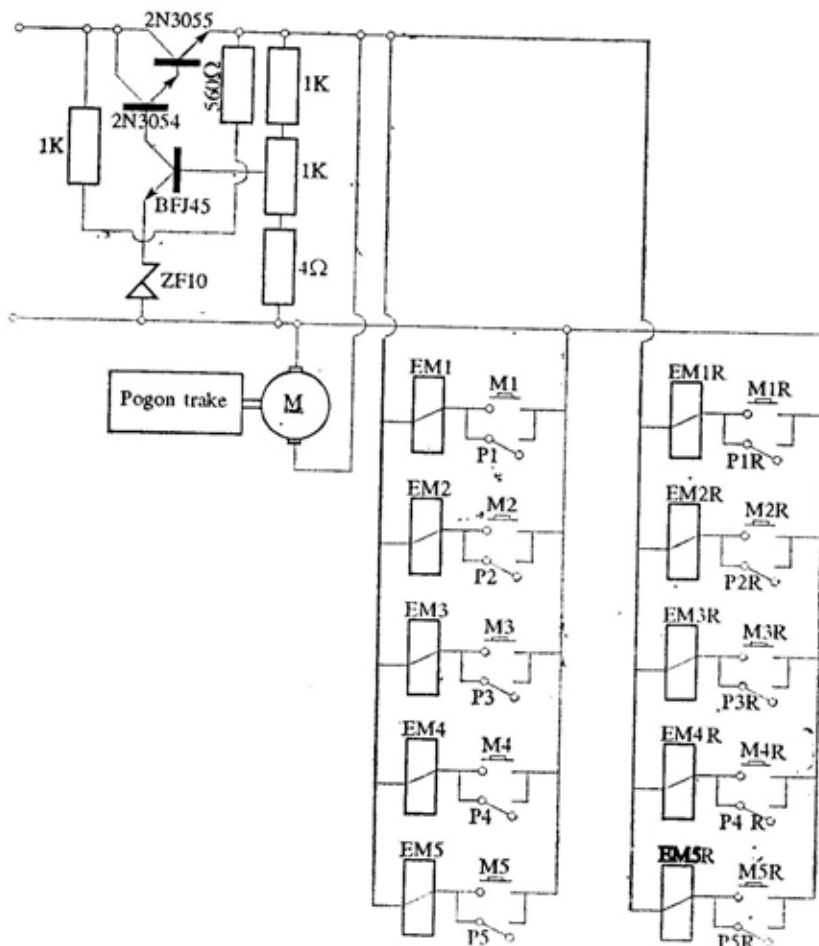 2N3055
560Ω
1K
2N3054
1K
1K
BFJ45
ZF10
4Ω
Pogon trake
M
EM1
M1
P1
EM1R
M1R
P1R
EM2
M2
P2
EM2R
M2R
P2R
EM3
M3
P3
EM3R
M3R
P3R
EM4
M4
P4
EM4R
M4R
P4 R
EM5
M5
P5
EM5R
M5R
P5R